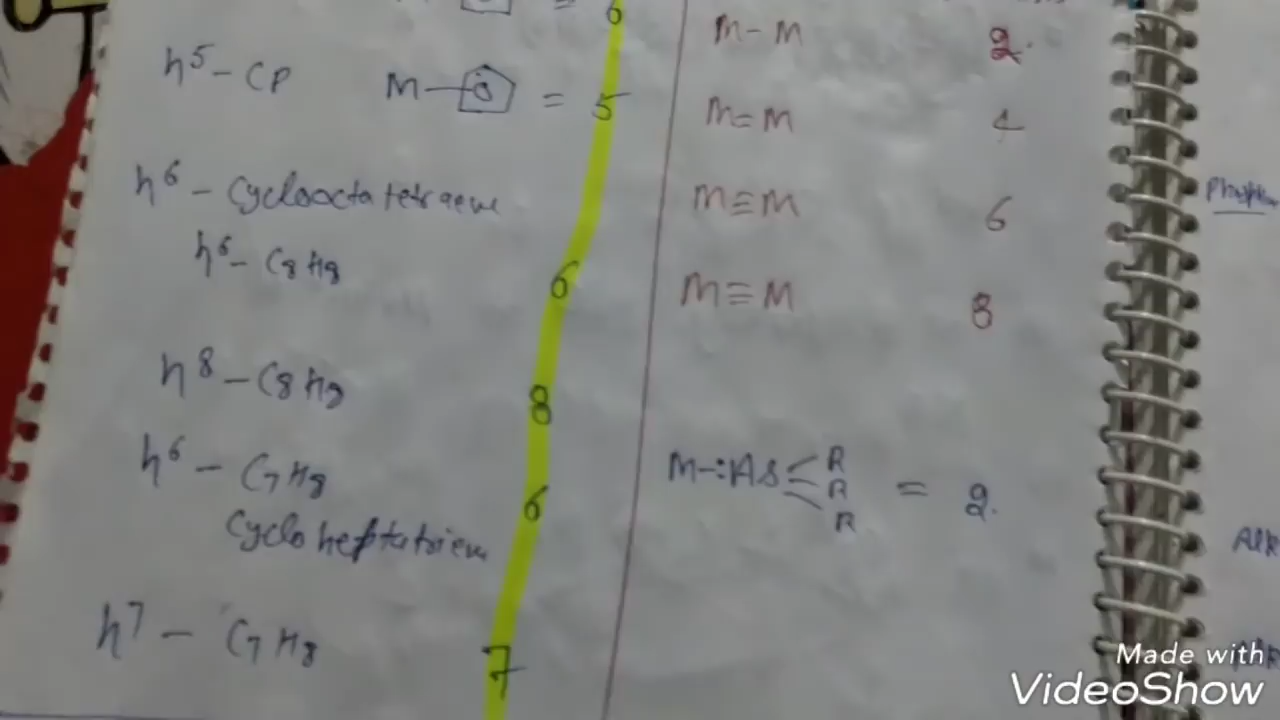 = 6
η5 - CP M- = 5
η6 - Cyclooctatetraene
η6 - C8H8
6
η8 - C8H8
8
η6 - C7H8
6
Cycloheptatriene
η7 - C7H8
7
M-M 2.
M=M 4
M≡M 6
M≣M 8
M-:As R
R = 2.
R
Made with
VideoShow